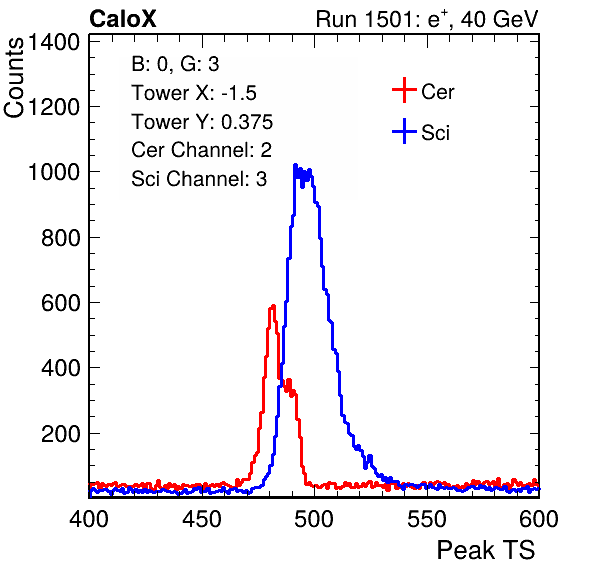 CaloX Run 1501: e⁺, 40 GeV
Counts
1400
1200
1000
800
600
400
200
B: 0, G: 3
Tower X: -1.5
Tower Y: 0.375
Cer Channel: 2
Sci Channel: 3
Cer
Sci
400 450 500 550 600
Peak TS